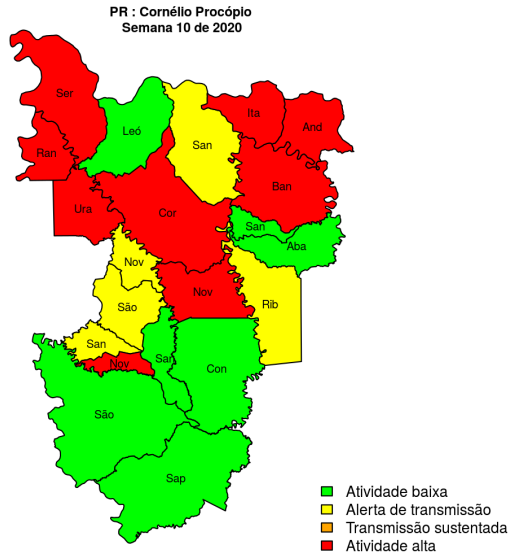 PR : Cornélio Procópio
Semana 10 de 2020
Ser
Leó
Ita
And
San
Ran
Ban
Ura
Cor
San
Aba
Nov
Nov
Rib
São
San
San
Nov
Con
São
Sap
Atividade baixa
Alerta de transmissão
Transmissão sustentada
Atividade alta